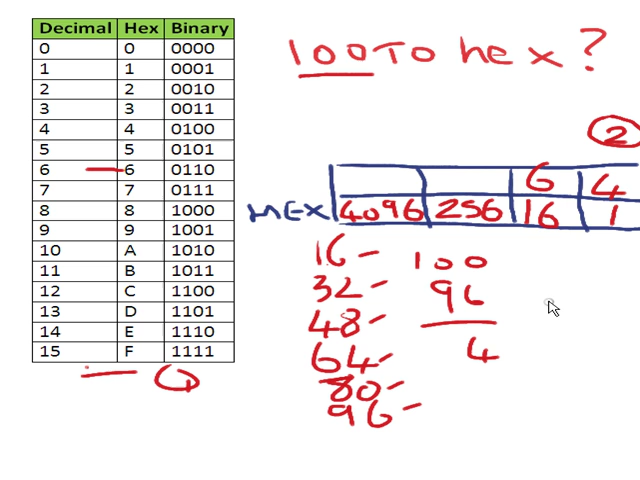 Decimal Hex Binary
0 0 0000
1 1 0001
2 2 0010
3 3 0011
4 4 0100
5 5 0101
6 6 0110
7 7 0111
8 8 1000
9 9 1001
10 A 1010
11 B 1011
12 C 1100
13 D 1101
14 E 1110
15 F 1111
100 TO hex ?
2
6 4
HEX 4096 256 16 1
16 -
32 -
48 -
64 -
80 -
96 -
100
96
4